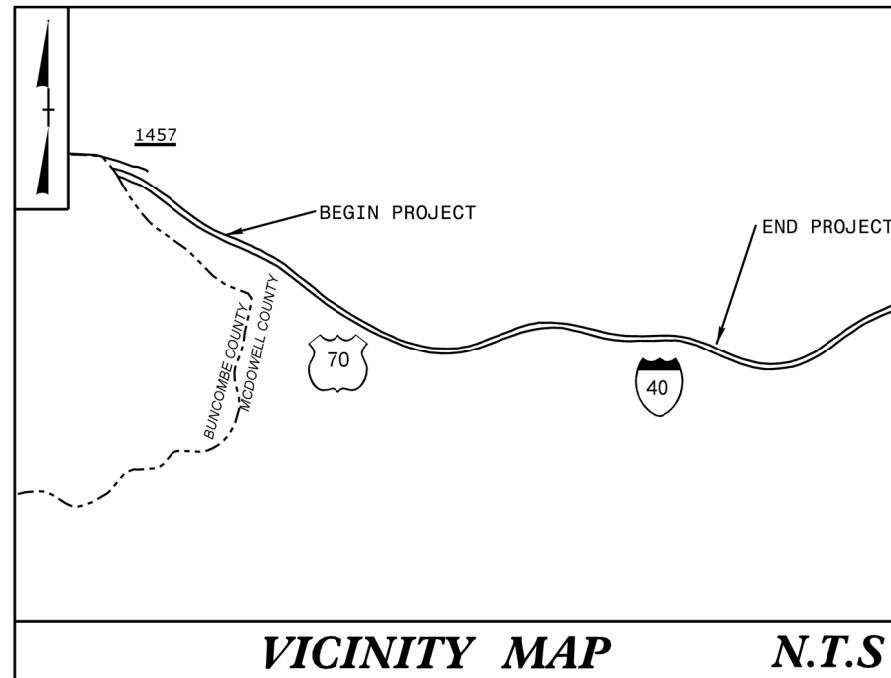 1457
BEGIN PROJECT
END PROJECT
BUNCOMBE COUNTY
MCDOWELL COUNTY
70
40
VICINITY MAP N.T.S